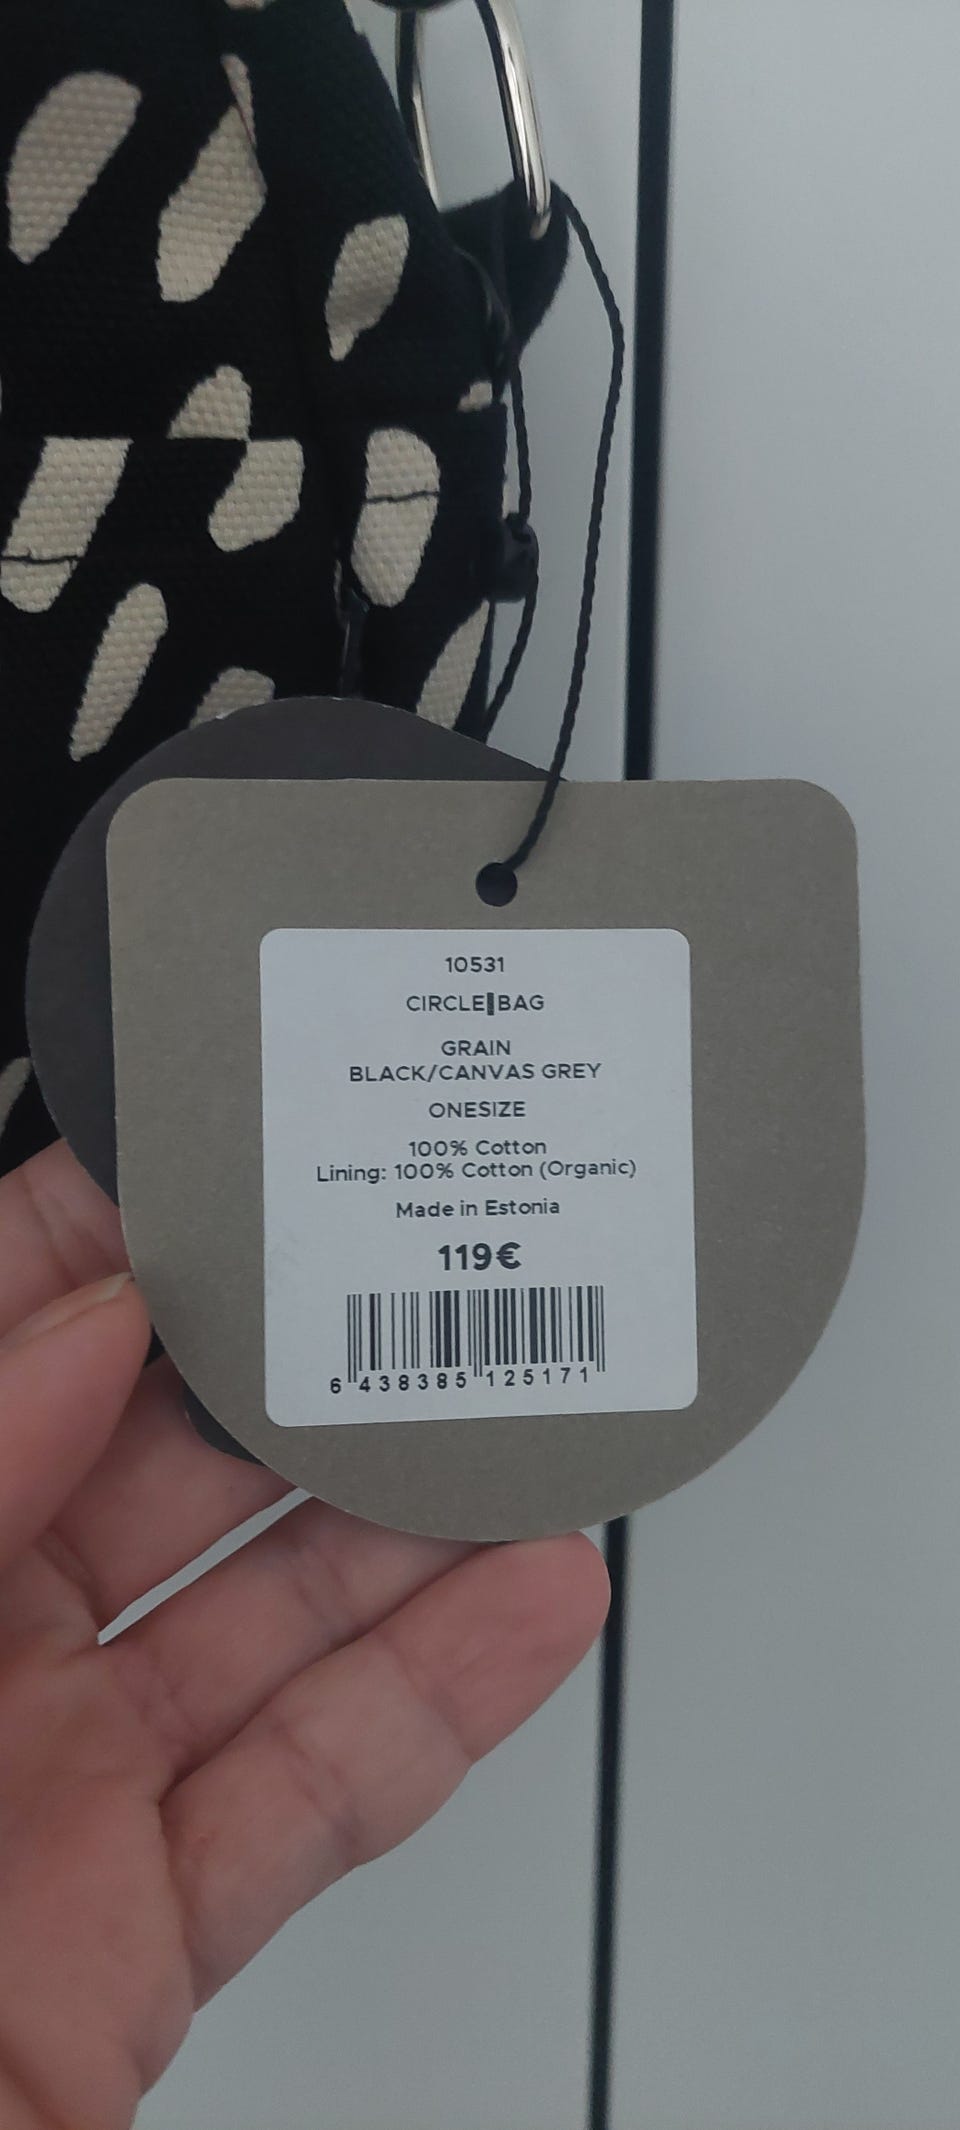 10531
CIRCLE BAG
GRAIN
BLACK/CANVAS GREY
ONESIZE
100% Cotton
Lining: 100% Cotton (Organic)
Made in Estonia
119€
6 438385 125171